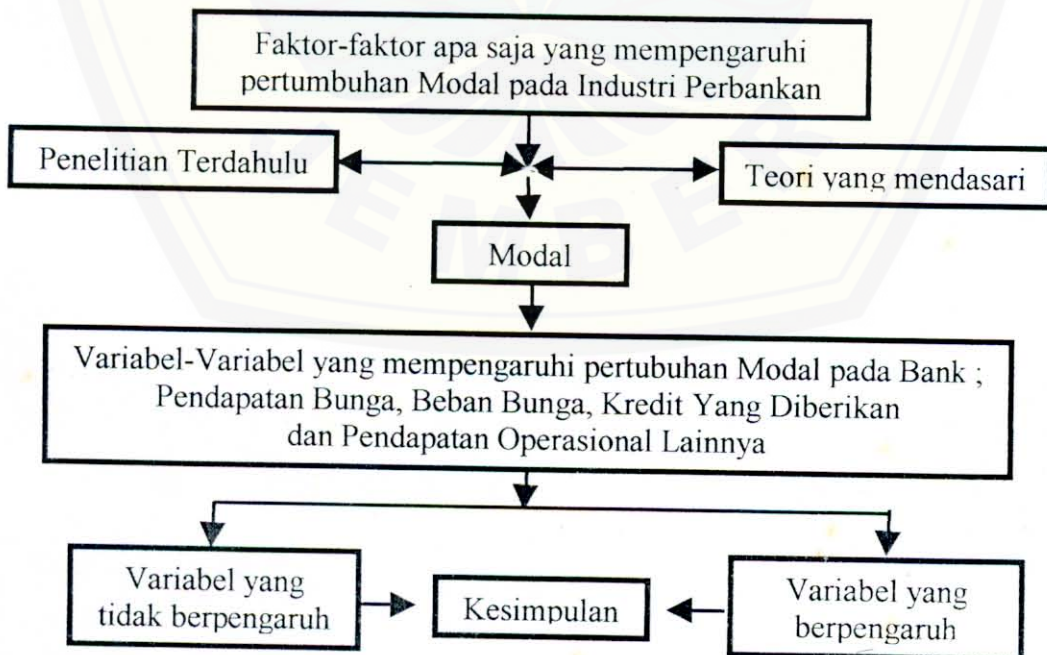 Faktor-faktor apa saja yang mempengaruhi
pertumbuhan Modal pada Industri Perbankan
Penelitian Terdahulu
Teori yang mendasari
EMBER
Modal
Variabel-Variabel yang mempengaruhi pertubuhan Modal pada Bank ;
Pendapatan Bunga, Beban Bunga, Kredit Yang Diberikan
dan Pendapatan Operasional Lainnya
Variabel yang
tidak berpengaruh
Kesimpulan
Variabel yang
berpengaruh